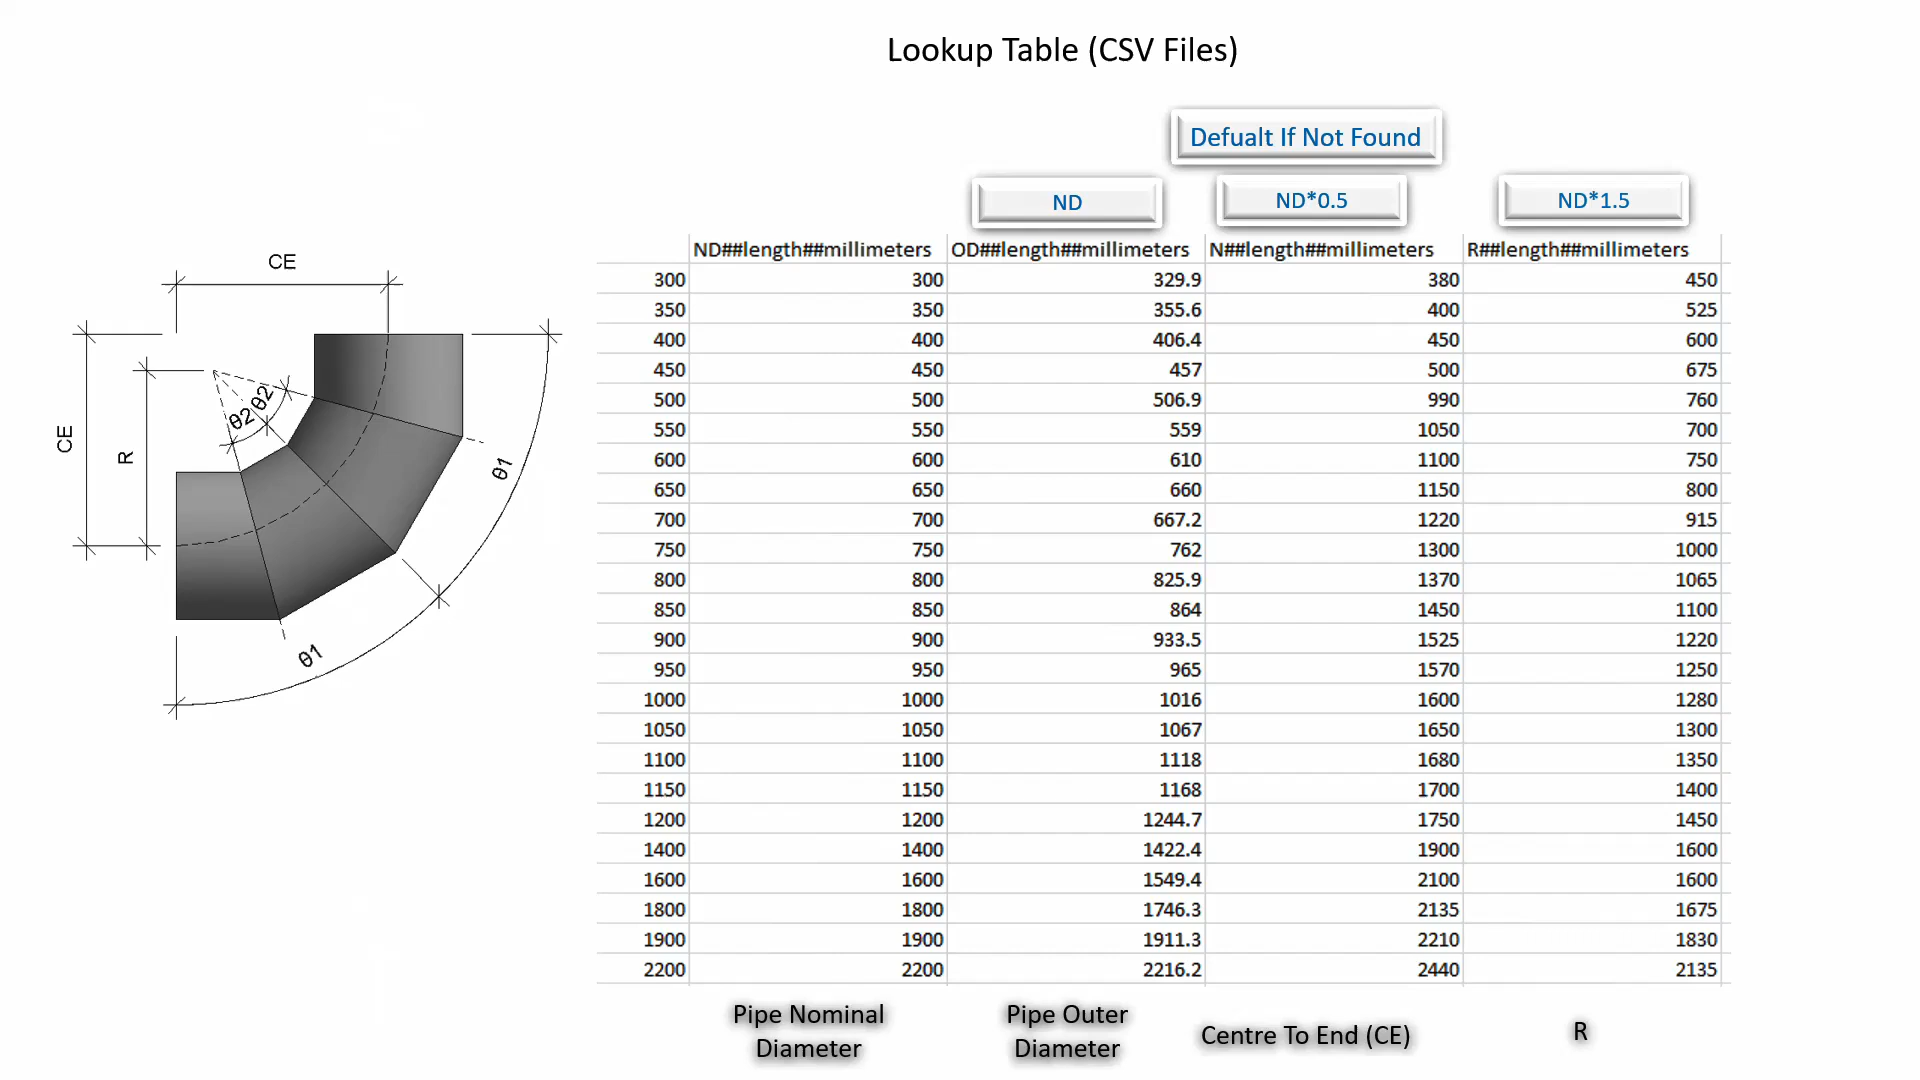 Lookup Table (CSV Files)
Defualt If Not Found
ND ND*0.5 ND*1.5
ND##length##millimeters OD##length##millimeters N##length##millimeters R##length##millimeters
300 300 329.9 380 450
350 350 355.6 400 525
400 400 406.4 450 600
450 450 457 500 675
500 500 506.9 990 760
550 550 559 1050 700
600 600 610 1100 750
650 650 660 1150 800
700 700 667.2 1220 915
750 750 762 1300 1000
800 800 825.9 1370 1065
850 850 864 1450 1100
900 900 933.5 1525 1220
950 950 965 1570 1250
1000 1000 1016 1600 1280
1050 1050 1067 1650 1300
1100 1100 1118 1680 1350
1150 1150 1168 1700 1400
1200 1200 1244.7 1750 1450
1400 1400 1422.4 1900 1600
1600 1600 1549.4 2100 1600
1800 1800 1746.3 2135 1675
1900 1900 1911.3 2210 1830
2200 2200 2216.2 2440 2135
Pipe Nominal
Diameter
Pipe Outer
Diameter
Centre To End (CE)
R
CE
CE
R
θ2
θ2
θ1
θ1